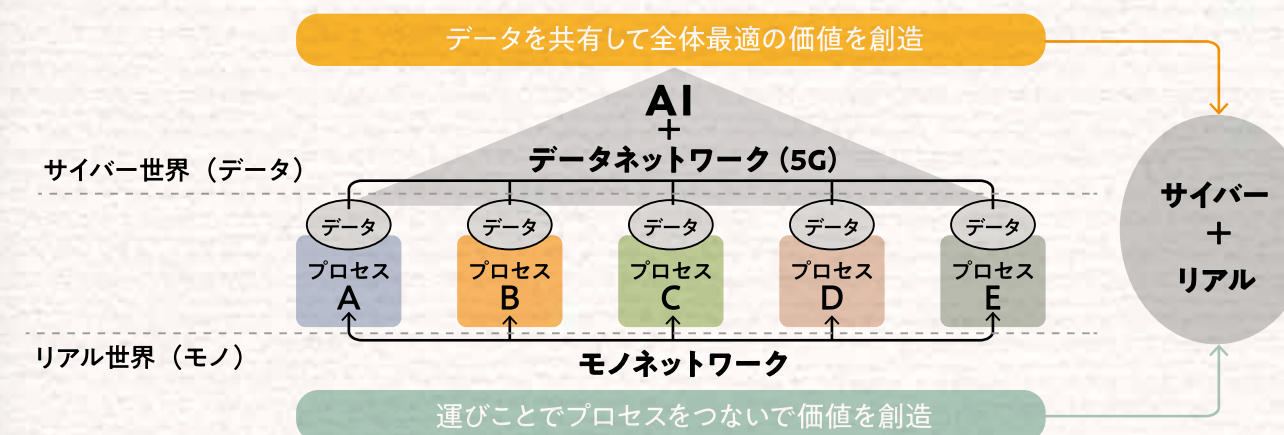 データを共有して全体最適の価値を創造
AI
+
データネットワーク(5G)
サイバー世界(データ)
データ
データ
データ
データ
データ
プロセス
A
プロセス
B
プロセス
C
プロセス
D
プロセス
E
サイバー
+
リアル
リアル世界(モノ)
モノネットワーク
運びことでプロセスをつないで価値を創造